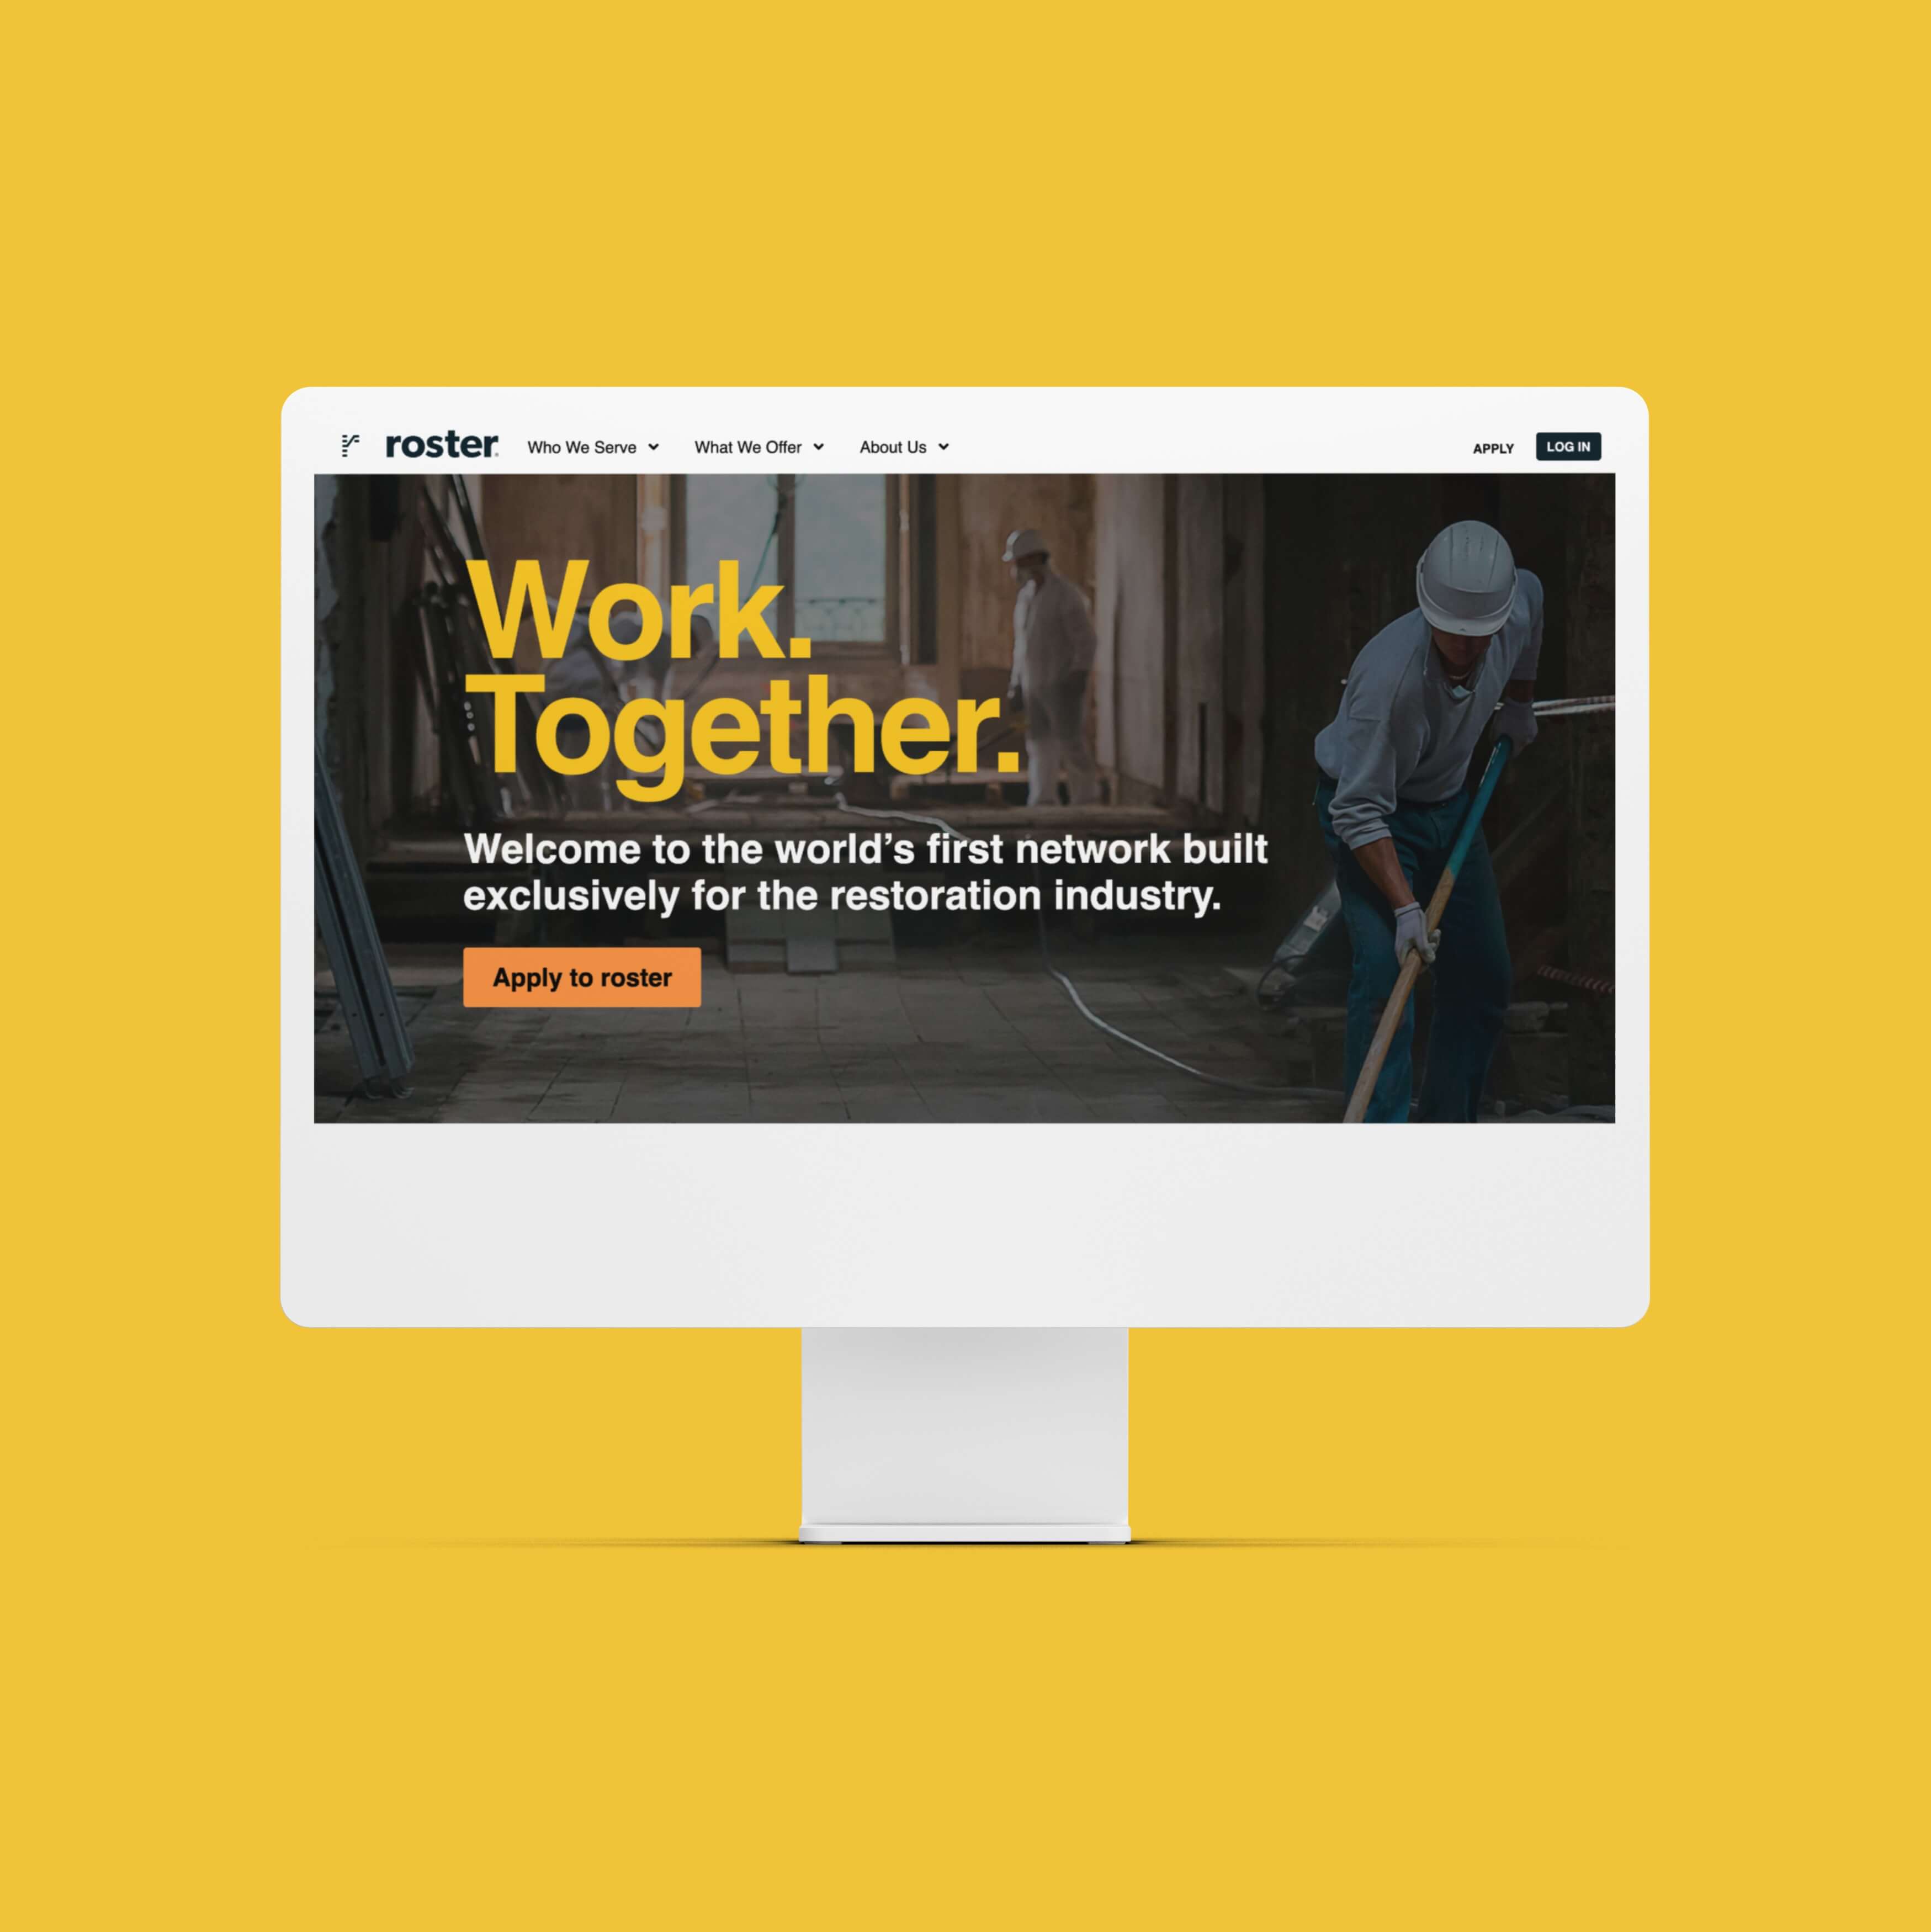 roster
Who We Serve
What We Offer
About Us
APPLY
LOG IN
Work.
Together.
Welcome to the world’s first network built
exclusively for the restoration industry.
Apply to roster